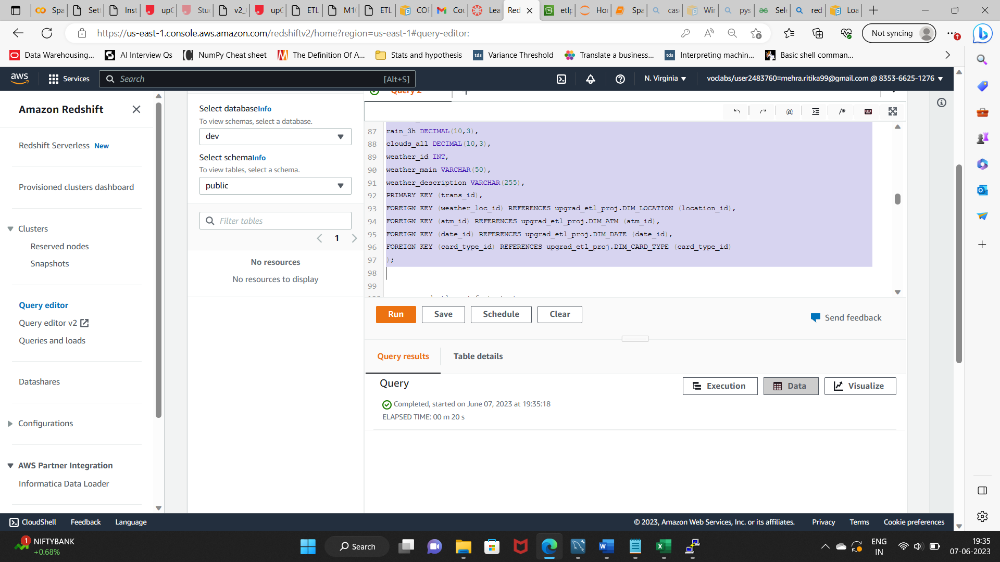 Spa
Sett
Inst
upG
Stu
v2_
upG
ETL
M10
ETL
COI
Cou
Lea
Red
etlp
Hor
Spa
cas
Wir
pys
Sele
red
Loa
https://us-east-1.console.aws.amazon.com/redshiftv2/home?region=us-east-1#query-editor:
Not syncing
Data Warehousing...
AI Interview Qs
NumPy Cheat sheet
The Definition Of A...
Stats and hypothesis
tds Variance Threshold
Translate a business...
tds Interpreting machin...
Basic shell comman...
aws
Services
Search
[Alt+S]
N. Virginia
voclabs/user2483760=mehra.ritika99@gmail.com @ 8353-6625-1276
Amazon Redshift
Redshift Serverless New
Provisioned clusters dashboard
Clusters
Reserved nodes
Snapshots
Query editor
Query editor v2
Queries and loads
Datashares
Configurations
AWS Partner Integration
Informatica Data Loader
Select databaseInfo
To view schemas, select a database.
dev
Select schemaInfo
To view tables, select a schema.
public
Filter tables
1
No resources
No resources to display
Query 2
87 rain_3h DECIMAL(10,3),
88 clouds_all DECIMAL(10,3),
89 weather_id INT,
90 weather_main VARCHAR(50),
91 weather_description VARCHAR(255),
92 PRIMARY KEY (trans_id),
93 FOREIGN KEY (weather_loc_id) REFERENCES upgrad_etl_proj.DIM_LOCATION (location_id),
94 FOREIGN KEY (atm_id) REFERENCES upgrad_etl_proj.DIM_ATM (atm_id),
95 FOREIGN KEY (date_id) REFERENCES upgrad_etl_proj.DIM_DATE (date_id),
96 FOREIGN KEY (card_type_id) REFERENCES upgrad_etl_proj.DIM_CARD_TYPE (card_type_id)
97 );
98
99
Run
Save
Schedule
Clear
Send feedback
Query results
Table details
Query
Execution
Data
Visualize
Completed, started on June 07, 2023 at 19:35:18
ELAPSED TIME: 00 m 20 s
CloudShell
Feedback
Language
© 2023, Amazon Web Services, Inc. or its affiliates.
Privacy
Terms
Cookie preferences
1
NIFTYBANK
+0.68%
Search
ENG
IN
19:35
07-06-2023